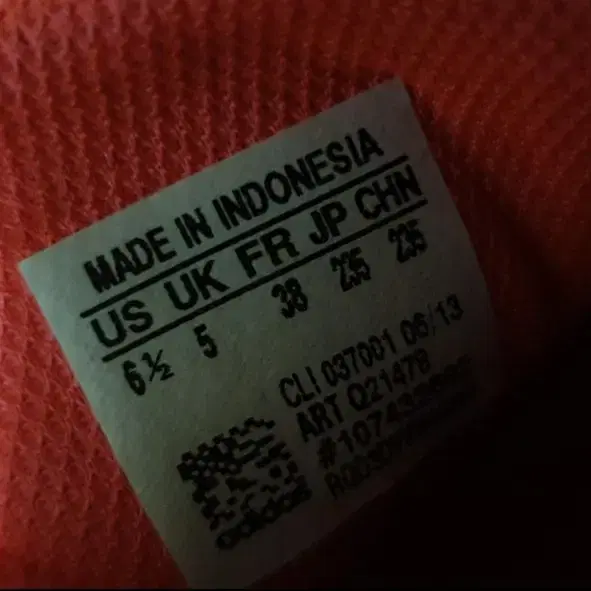 MADE IN INDONESIA
US UK FR JP CHN
6½ 5 38 235 235
CLI 037001 06/13
ART Q21478
adidas